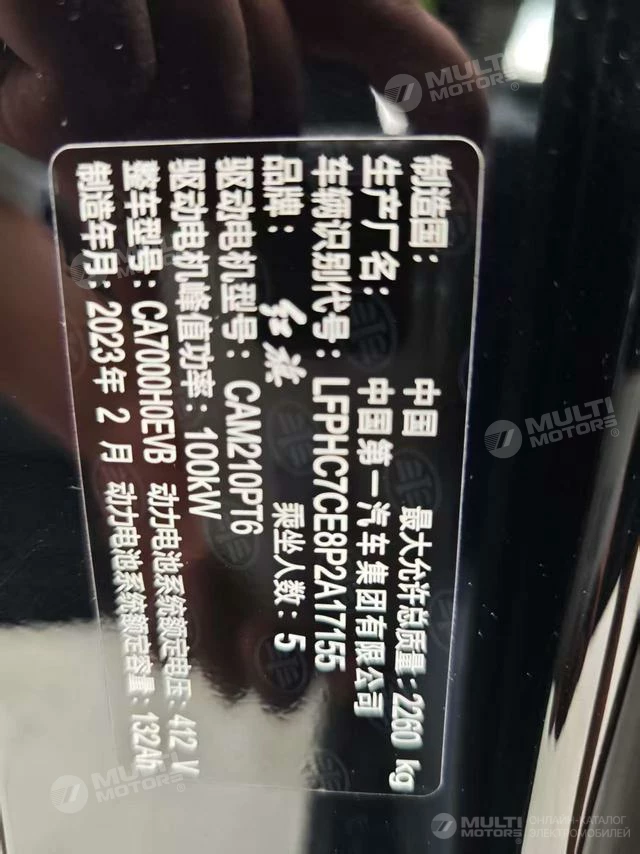 制造国: 中国 最大允许总质量: 2260 kg
生产厂名: 中国第一汽车集团有限公司
车辆识别代号: LFPHC7CE8P2A17155
品牌: 红旗 乘坐人数: 5
驱动电机型号: CAM210PT6
驱动电机峰值功率: 100kW
整车型号: CA7000H0EVB 动力电池系统额定电压: 412 V
制造年月: 2023年 2 月 动力电池系统额定容量: 132Ah
MULTI MOTORS
MULTI MOTORS
MULTI MOTORS
MULTI MOTORS ОНЛАЙН-КАТАЛОГ ЭЛЕКТРОМОБИЛЕЙ